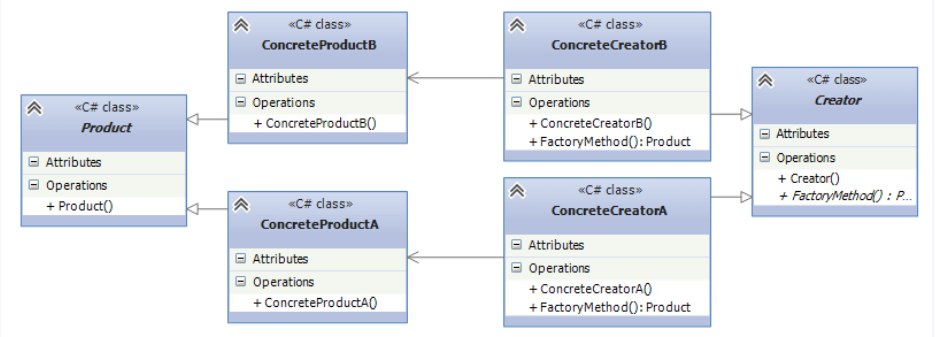 «C# class»
Product
Attributes
Operations
+ Product()
«C# class»
ConcreteProductB
Attributes
Operations
+ ConcreteProductB()
«C# class»
ConcreteProductA
Attributes
Operations
+ ConcreteProductA()
«C# class»
ConcreteCreatorB
Attributes
Operations
+ ConcreteCreatorB()
+ FactoryMethod(): Product
«C# class»
ConcreteCreatorA
Attributes
Operations
+ ConcreteCreatorA()
+ FactoryMethod(): Product
«C# class»
Creator
Attributes
Operations
+ Creator()
+ FactoryMethod() : P...